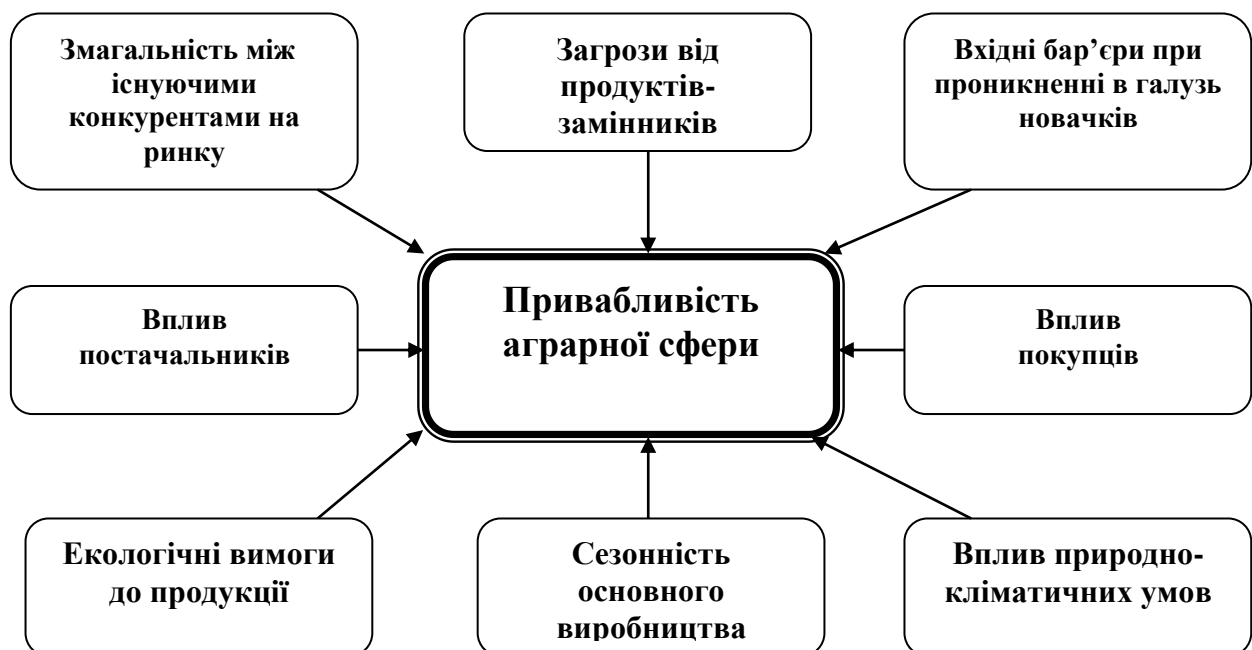 Змагальність між
існуючими
конкурентами на
ринку
Загрози від
продуктів-
замінників
Вхідні бар’єри при
проникненні в галузь
новачків
Вплив
постачальників
Привабливість
аграрної сфери
Вплив
покупців
Екологічні вимоги
до продукції
Сезонність
основного
виробництва
Вплив природно-
кліматичних умов